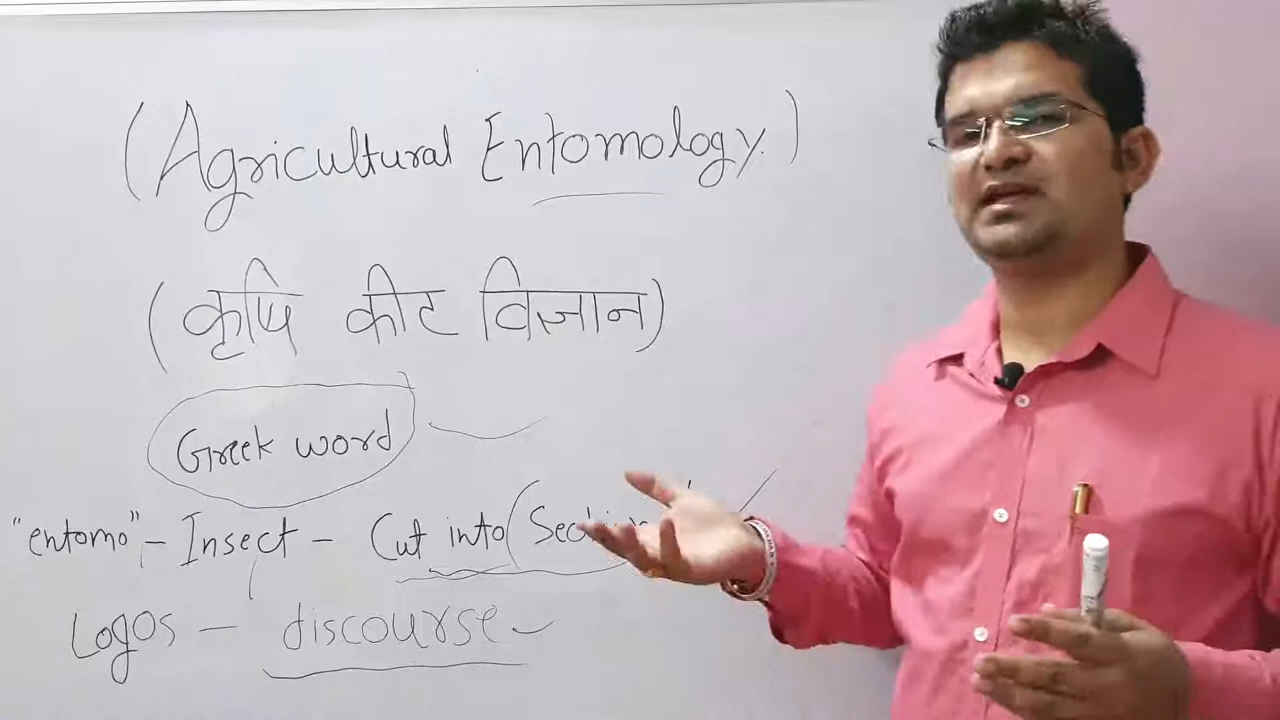 (Agricultural Entomology.)
(कृषि कीट विज्ञान)
Greek word
"entomo" - Insect - Cut into
Logos - discourse